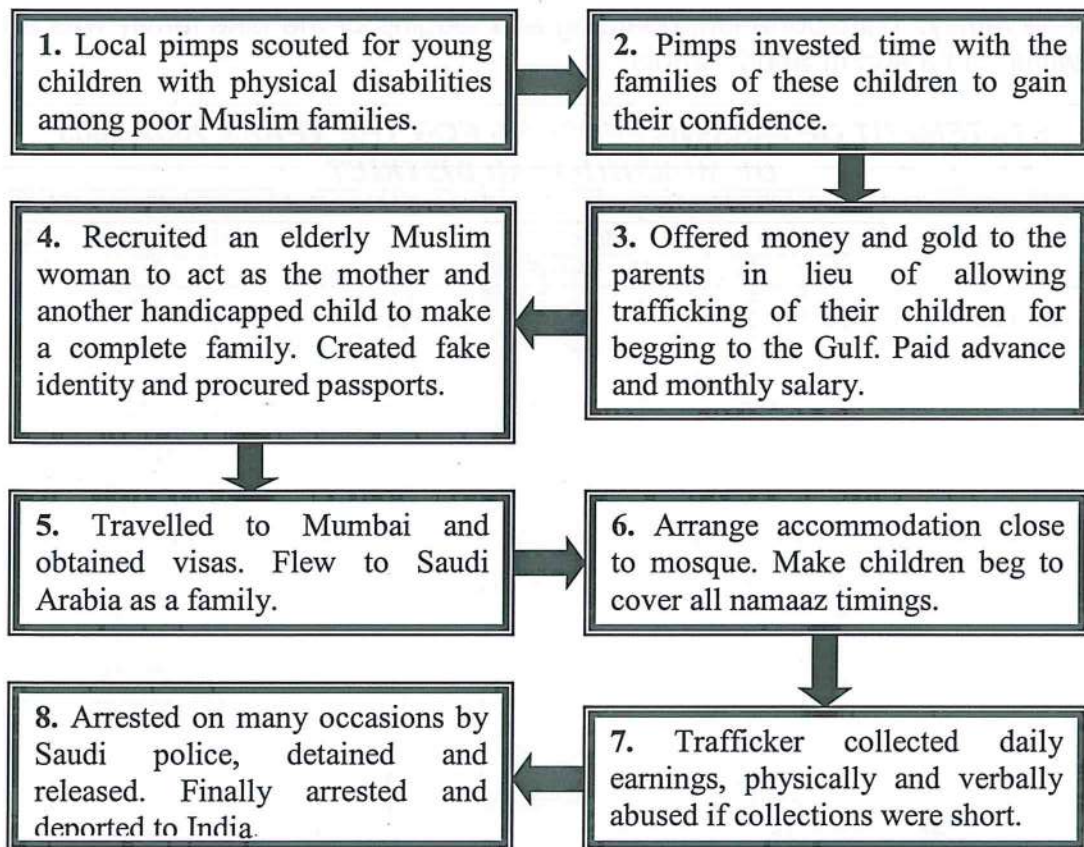 1. Local pimps scouted for young
children with physical disabilities
among poor Muslim families.
2. Pimps invested time with the
families of these children to gain
their confidence.
3. Offered money and gold to the
parents in lieu of allowing
trafficking of their children for
begging to the Gulf. Paid advance
and monthly salary.
4. Recruited an elderly Muslim
woman to act as the mother and
another handicapped child to make
a complete family. Created fake
identity and procured passports.
5. Travelled to Mumbai and
obtained visas. Flew to Saudi
Arabia as a family.
6. Arrange accommodation close
to mosque. Make children beg to
cover all namaaz timings.
7. Trafficker collected daily
earnings, physically and verbally
abused if collections were short.
8. Arrested on many occasions by
Saudi police, detained and
released. Finally arrested and
deported to India.